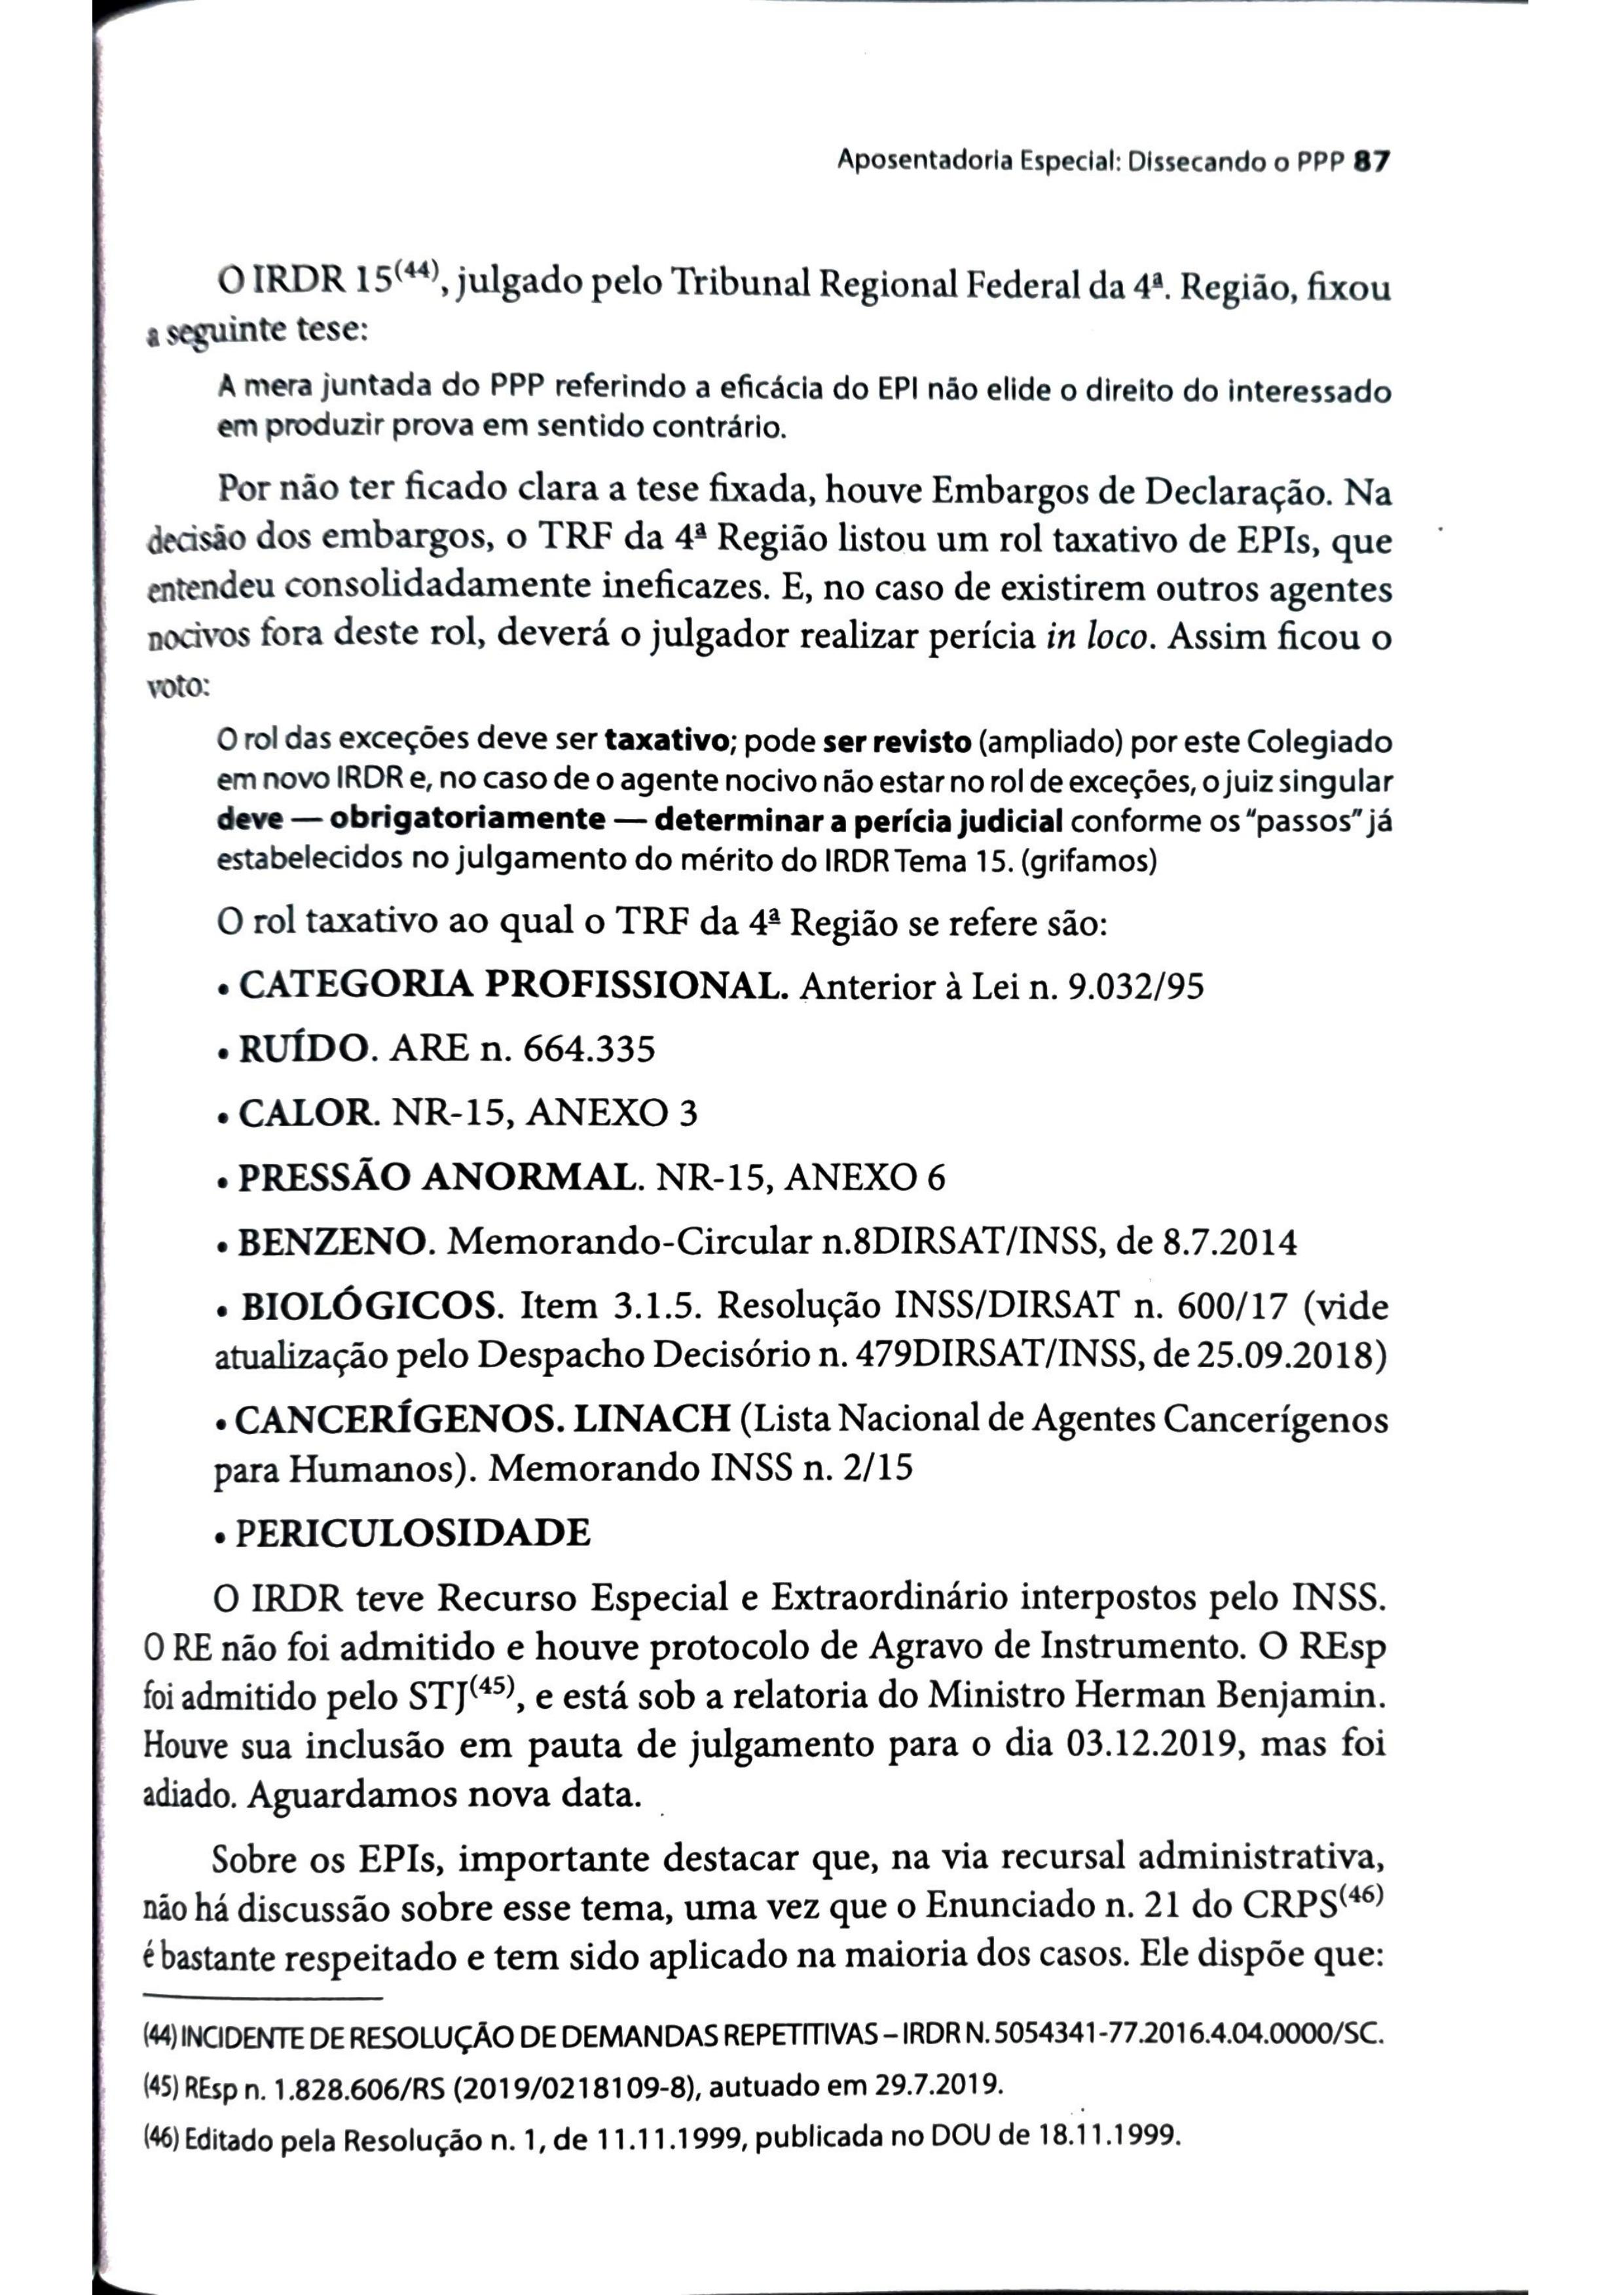 Aposentadoria Especial: Dissecando o PPP 87
O IRDR 15(44), julgado pelo Tribunal Regional Federal da 4ª. Região, fixou
a seguinte tese:
A mera juntada do PPP referindo a eficácia do EPI não elide o direito do interessado
em produzir prova em sentido contrário.
Por não ter ficado clara a tese fixada, houve Embargos de Declaração. Na
decisão dos embargos, o TRF da 4ª Região listou um rol taxativo de EPIs, que
entendeu consolidadamente ineficazes. E, no caso de existirem outros agentes
nocivos fora deste rol, deverá o julgador realizar perícia in loco. Assim ficou o
voto:
O rol das exceções deve ser taxativo; pode ser revisto (ampliado) por este Colegiado
em novo IRDR e, no caso de o agente nocivo não estar no rol de exceções, o juiz singular
deve — obrigatoriamente — determinar a perícia judicial conforme os "passos" já
estabelecidos no julgamento do mérito do IRDR Tema 15. (grifamos)
O rol taxativo ao qual o TRF da 4ª Região se refere são:
• CATEGORIA PROFISSIONAL. Anterior à Lei n. 9.032/95
• RUÍDO. ARE n. 664.335
• CALOR. NR-15, ANEXO 3
• PRESSÃO ANORMAL. NR-15, ANEXO 6
• BENZENO. Memorando-Circular n.8DIRSAT/INSS, de 8.7.2014
• BIOLÓGICOS. Item 3.1.5. Resolução INSS/DIRSAT n. 600/17 (vide
atualização pelo Despacho Decisório n. 479DIRSAT/INSS, de 25.09.2018)
• CANCERÍGENOS. LINACH (Lista Nacional de Agentes Cancerígenos
para Humanos). Memorando INSS n. 2/15
• PERICULOSIDADE
O IRDR teve Recurso Especial e Extraordinário interpostos pelo INSS.
O RE não foi admitido e houve protocolo de Agravo de Instrumento. O REsp
foi admitido pelo STJ(45), e está sob a relatoria do Ministro Herman Benjamin.
Houve sua inclusão em pauta de julgamento para o dia 03.12.2019, mas foi
adiado. Aguardamos nova data.
Sobre os EPIs, importante destacar que, na via recursal administrativa,
não há discussão sobre esse tema, uma vez que o Enunciado n. 21 do CRPS(46)
é bastante respeitado e tem sido aplicado na maioria dos casos. Ele dispõe que:
(44) INCIDENTE DE RESOLUÇÃO DE DEMANDAS REPETITIVAS – IRDR N. 5054341-77.2016.4.04.0000/SC.
(45) REsp n. 1.828.606/RS (2019/0218109-8), autuado em 29.7.2019.
(46) Editado pela Resolução n. 1, de 11.11.1999, publicada no DOU de 18.11.1999.